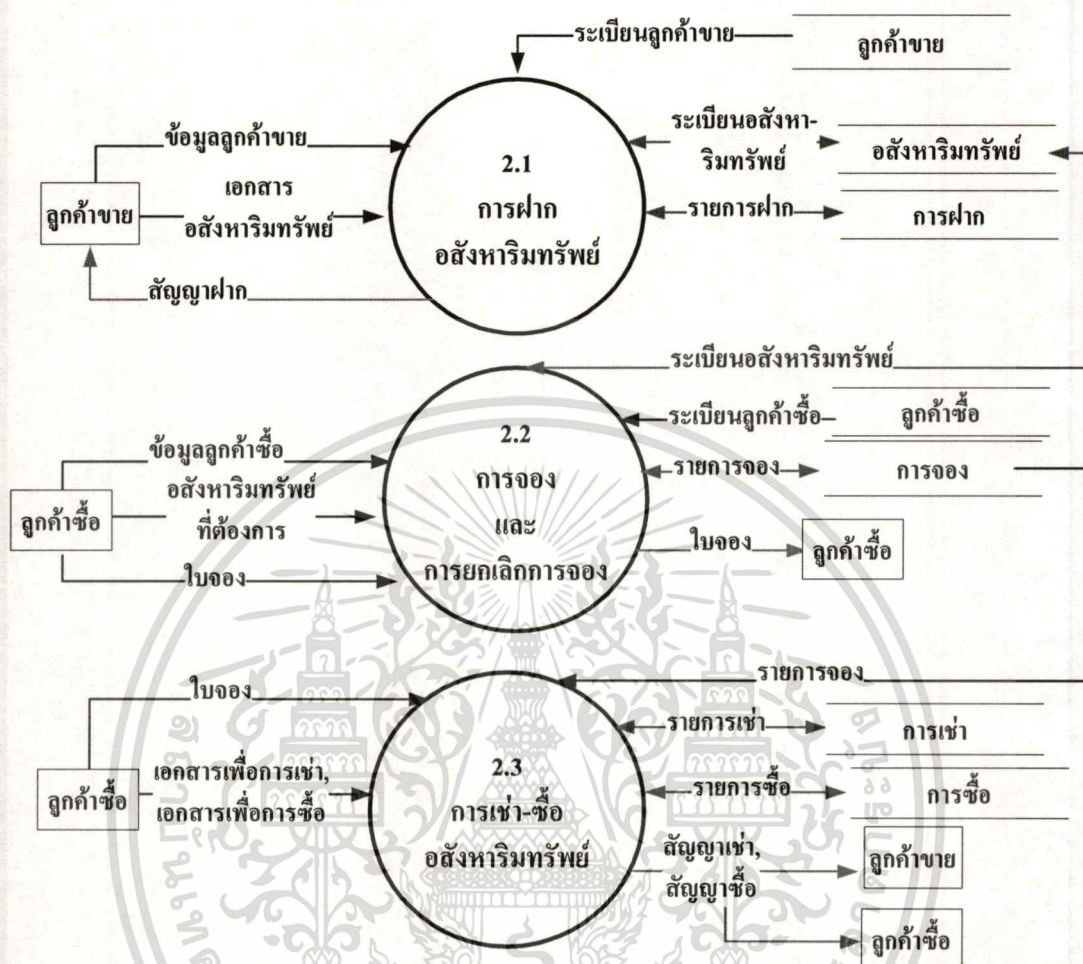 ระเบียนลูกค้าขาย
ลูกค้าขาย
ข้อมูลลูกค้าขาย
เอกสาร
อสังหาริมทรัพย์
ลูกค้าขาย
สัญญาฝาก
2.1
การฝาก
อสังหาริมทรัพย์
ระเบียนอสังหา-
ริมทรัพย์
อสังหาริมทรัพย์
รายการฝาก
การฝาก
ระเบียนอสังหาริมทรัพย์
ระเบียนลูกค้าซื้อ
ลูกค้าซื้อ
ข้อมูลลูกค้าซื้อ
อสังหาริมทรัพย์
ที่ต้องการ
ลูกค้าซื้อ
ใบจอง
2.2
การจอง
และ
การยกเลิกการจอง
รายการจอง
การจอง
ใบจอง
ลูกค้าซื้อ
รายการจอง
ใบจอง
เอกสารเพื่อการเช่า,
เอกสารเพื่อการซื้อ
ลูกค้าซื้อ
2.3
การเช่า-ซื้อ
อสังหาริมทรัพย์
รายการเช่า
การเช่า
รายการซื้อ
การซื้อ
สัญญาเช่า,
สัญญาซื้อ
ลูกค้าขาย
ลูกค้าซื้อ